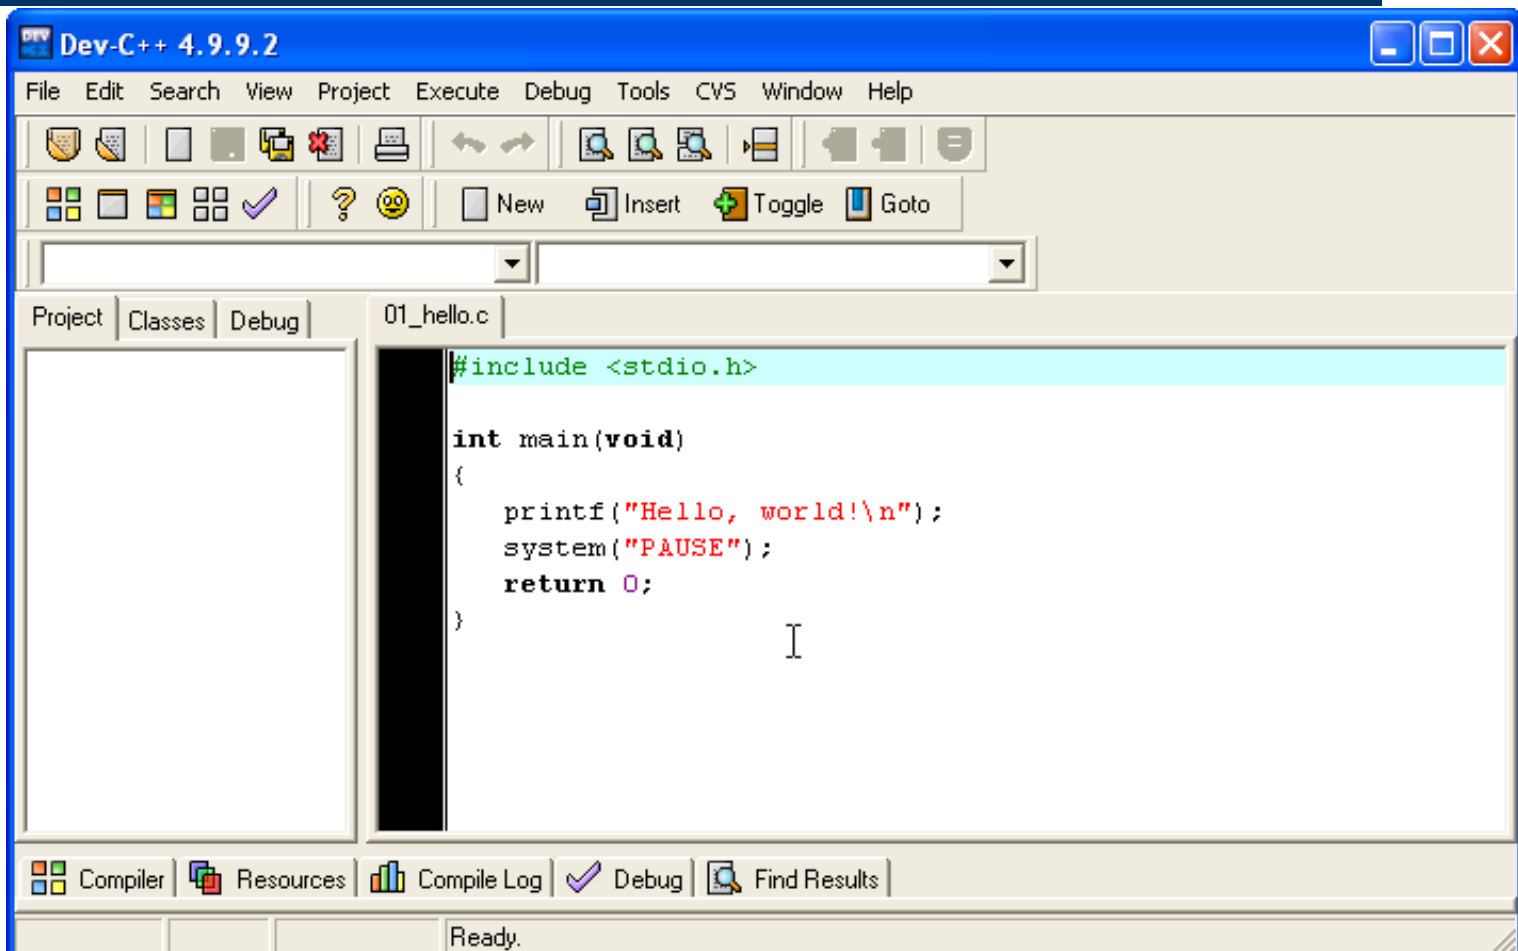 Dev-C++ 4.9.9.2
File Edit Search View Project Execute Debug Tools CVS Window Help
New Insert Toggle Goto
Project Classes Debug
01_hello.c
#include <stdio.h>
int main(void)
{
printf("Hello, world!\n");
system("PAUSE");
return 0;
}
Compiler Resources Compile Log Debug Find Results
Ready.